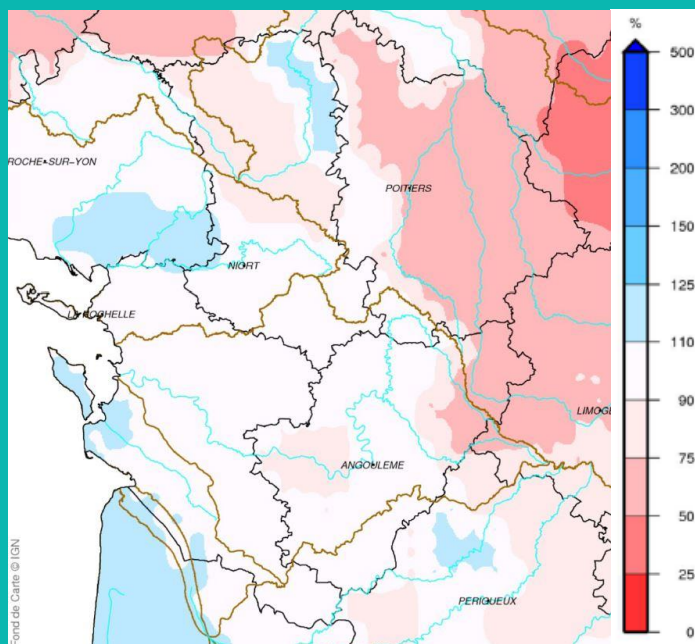 %
500
300
200
150
125
110
90
75
50
25
0
ROCHE-SUR-YON
POITIERS
NIORT
LA ROCHELLE
LIMOG
ANGOULEME
PERIGUEUX
Fond de Carte © IGN